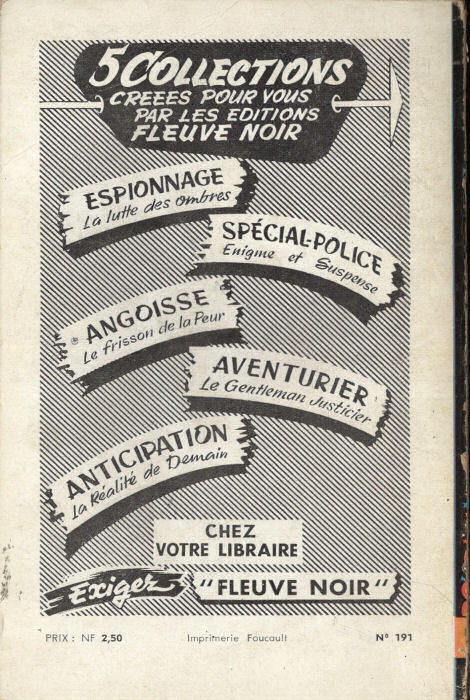 5 COLLECTIONS
CREEES POUR VOUS
PAR LES EDITIONS
FLEUVE NOIR
ESPIONNAGE
La lutte des ombres
SPÉCIAL-POLICE
Enigme et Suspense
ANGOISSE
Le frisson de la Peur
AVENTURIER
Le Gentleman Justicier
ANTICIPATION
La Réalité de Demain
CHEZ
VOTRE LIBRAIRE
Exigez "FLEUVE NOIR"
PRIX : NF 2,50 Imprimerie Foucault N° 191